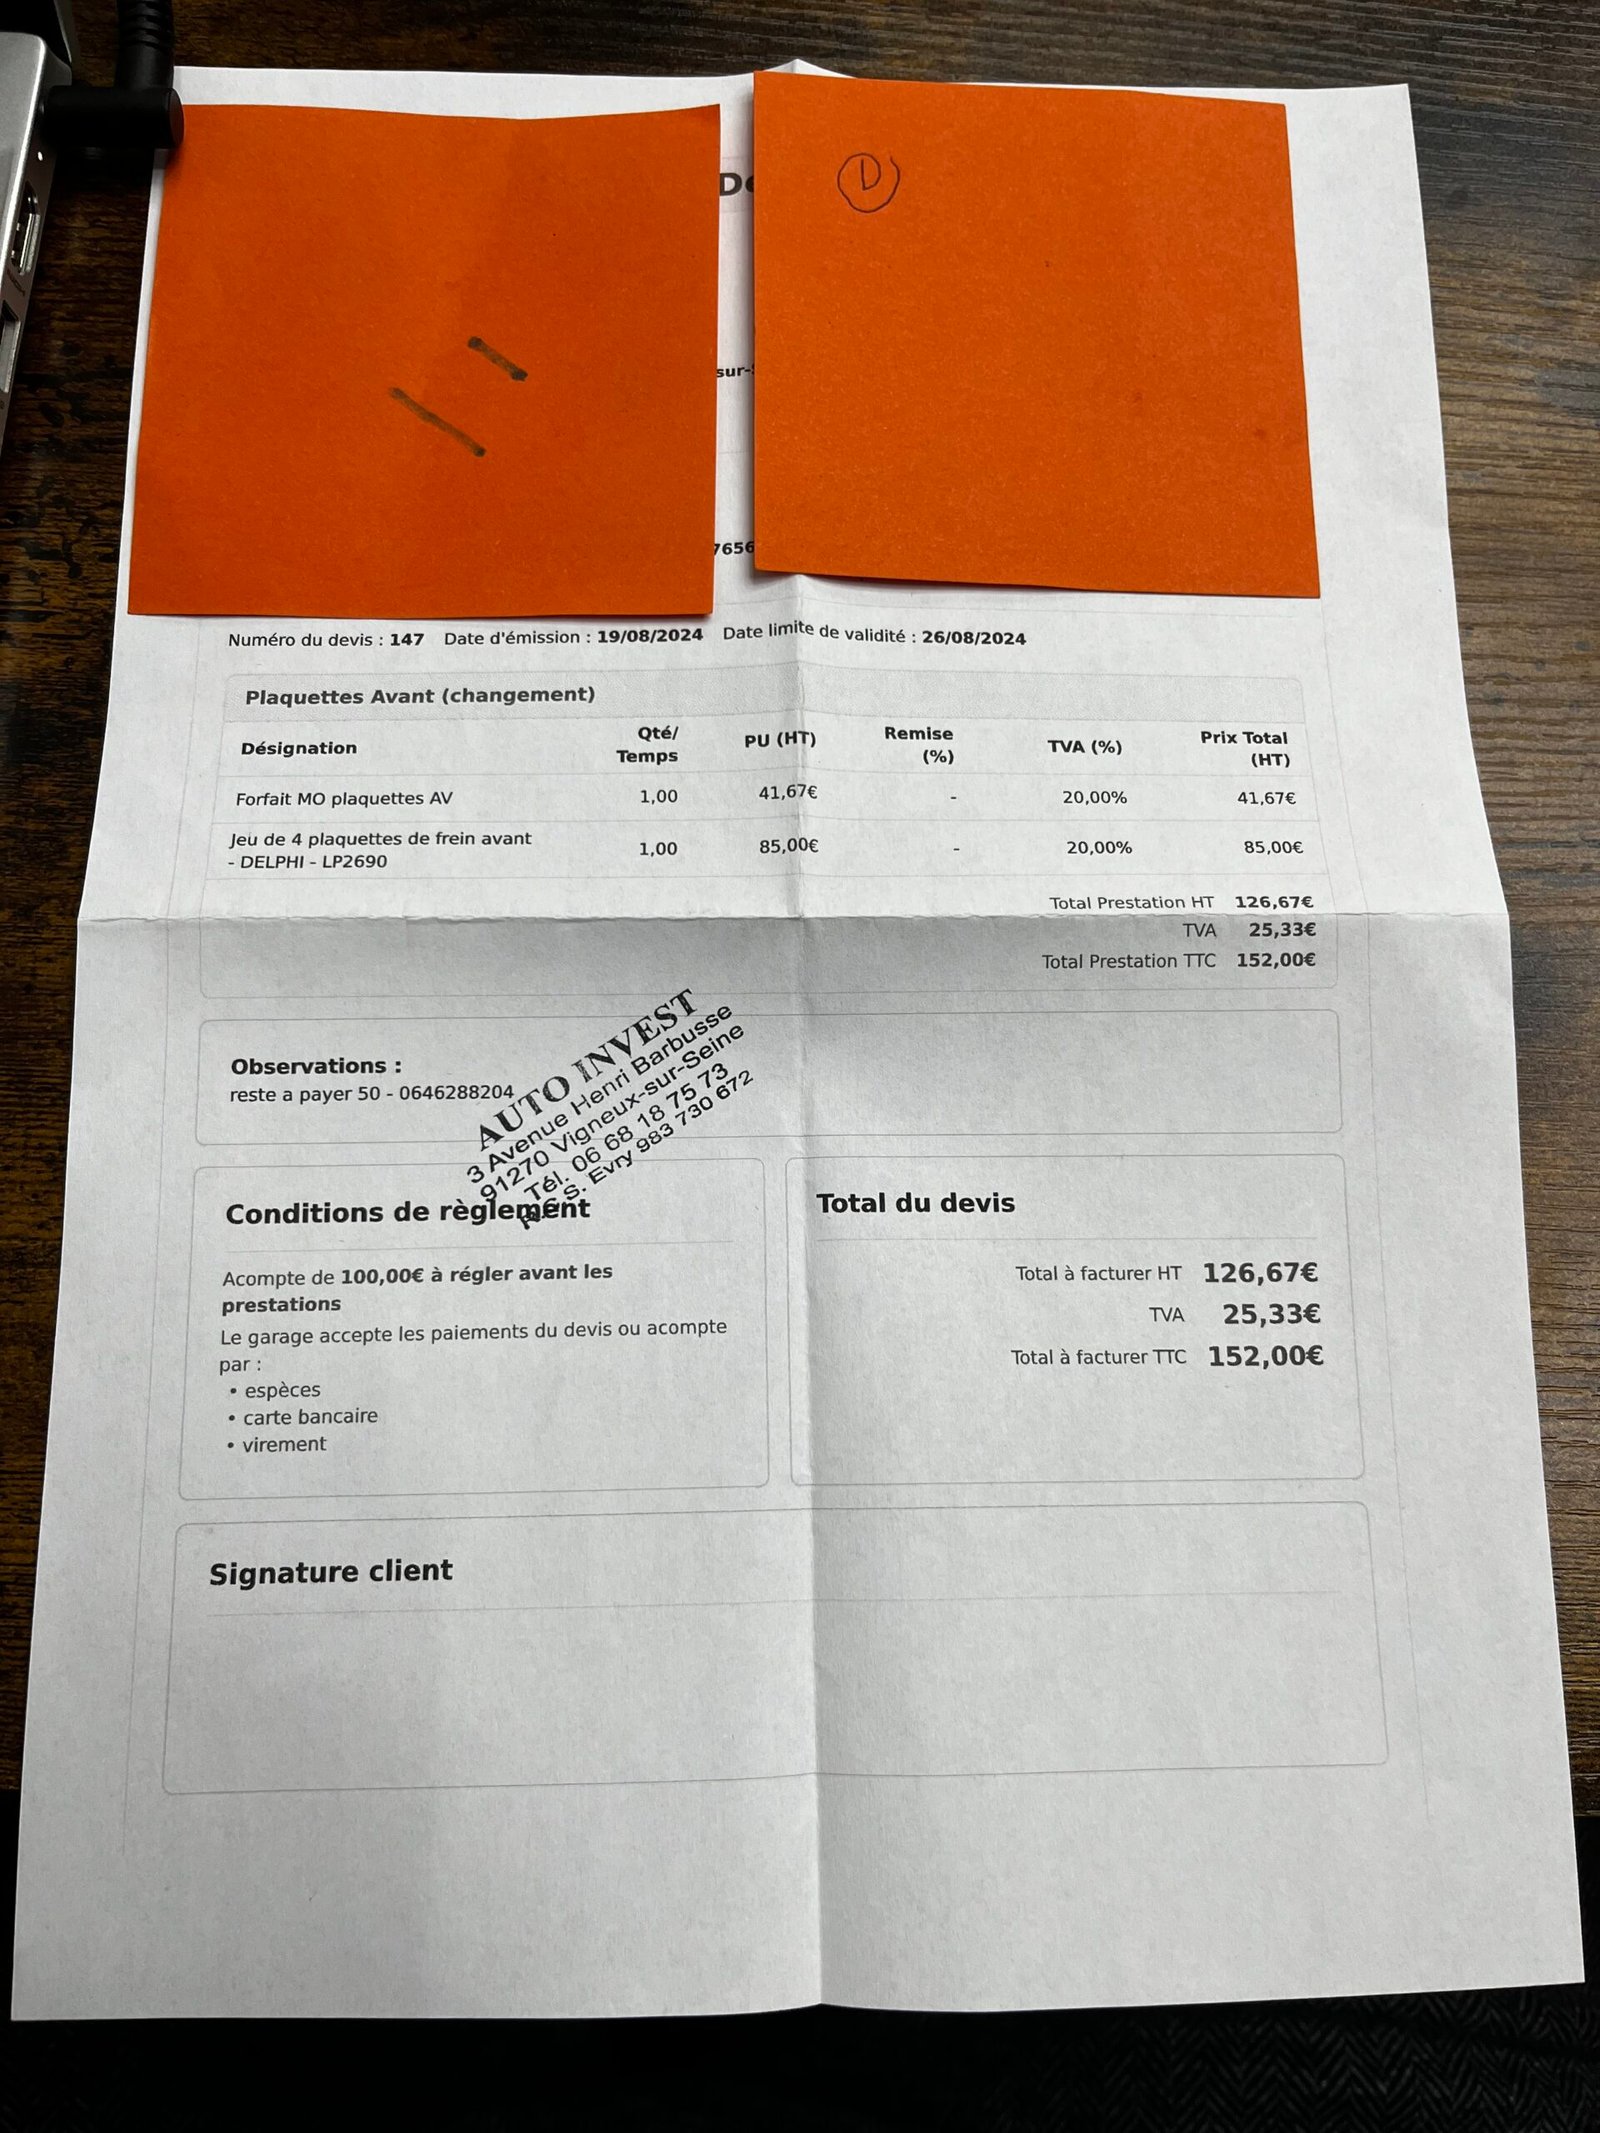 D
sur-
7656
Numéro du devis : 147 Date d'émission : 19/08/2024 Date limite de validité : 26/08/2024
Plaquettes Avant (changement)
Désignation Qté/ Temps PU (HT) Remise (%) TVA (%) Prix Total (HT)
Forfait MO plaquettes AV 1,00 41,67€ - 20,00% 41,67€
Jeu de 4 plaquettes de frein avant 1,00 85,00€ - 20,00% 85,00€
- DELPHI - LP2690
Total Prestation HT 126,67€
TVA 25,33€
Total Prestation TTC 152,00€
Observations :
reste a payer 50 - 0646288204
AUTO INVEST
3 Avenue Henri Barbusse
91270 Vigneux-sur-Seine
Tél. 06 68 18 75 73
R.C.S. Evry 983 730 672
Conditions de règlement
Acompte de 100,00€ à régler avant les
prestations
Le garage accepte les paiements du devis ou acompte
par :
• espèces
• carte bancaire
• virement
Total du devis
Total à facturer HT 126,67€
TVA 25,33€
Total à facturer TTC 152,00€
Signature client